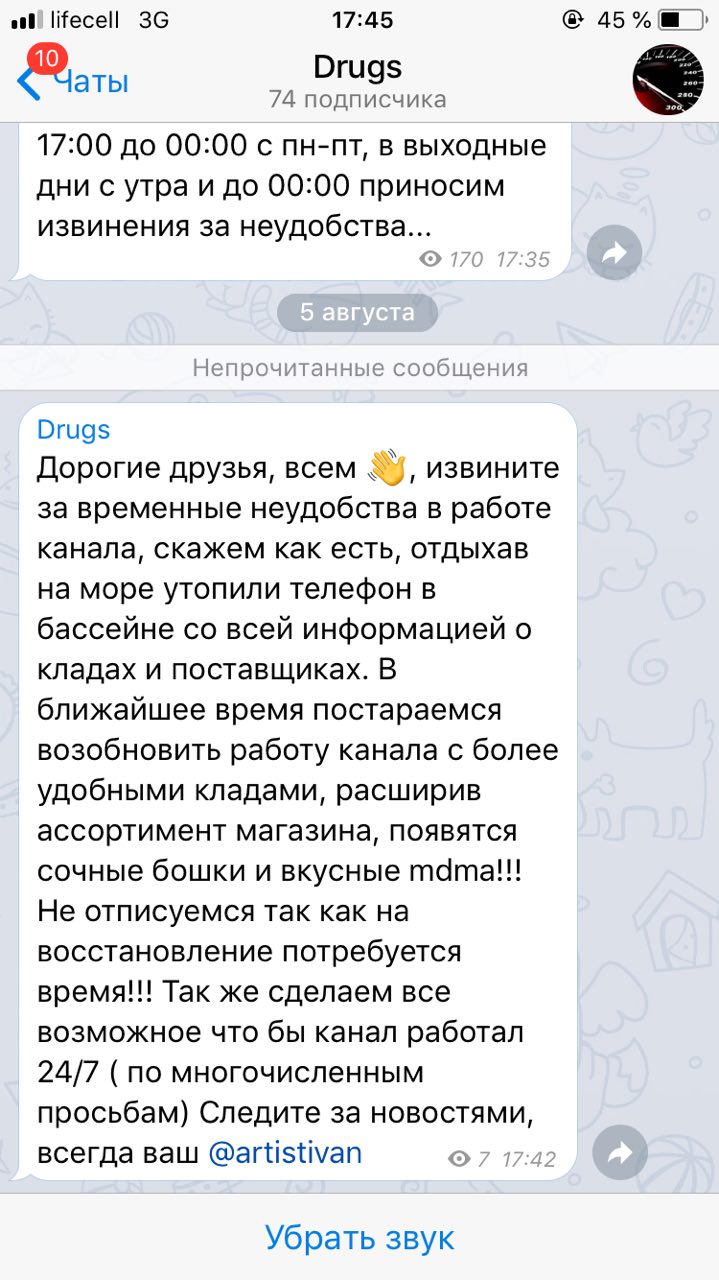 lifecell 3G 17:45 45 %
10
Чаты
Drugs
74 подписчика
17:00 до 00:00 с пн-пт, в выходные
дни с утра и до 00:00 приносим
извинения за неудобства...
170 17:35
5 августа
Непрочитанные сообщения
Drugs
Дорогие друзья, всем 👋, извините
за временные неудобства в работе
канала, скажем как есть, отдыхав
на море утопили телефон в
бассейне со всей информацией о
кладах и поставщиках. В
ближайшее время постараемся
возобновить работу канала с более
удобными кладами, расширив
ассортимент магазина, появятся
сочные бошки и вкусные mdma!!!
Не отписуемся так как на
восстановление потребуется
время!!! Так же сделаем все
возможное что бы канал работал
24/7 ( по многочисленным
просьбам) Следите за новостями,
всегда ваш @artistivan
7 17:42
Убрать звук